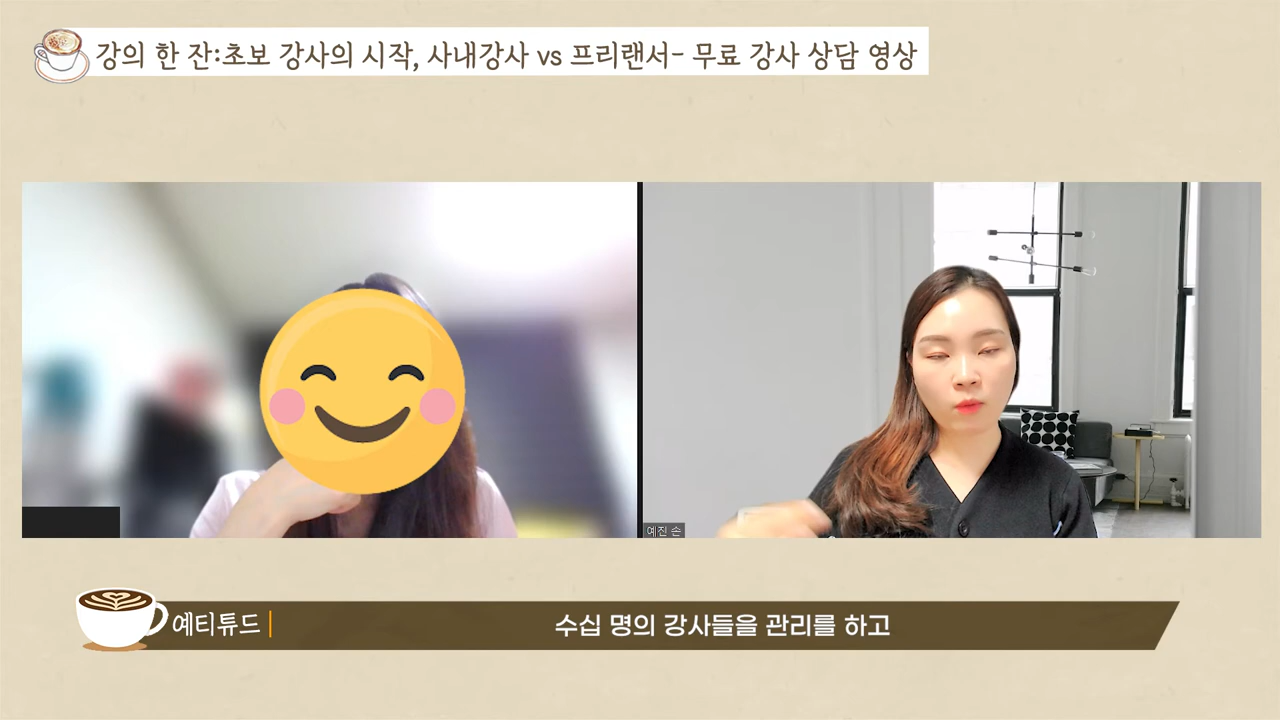 강의 한 잔:초보 강사의 시작, 사내강사 vs 프리랜서- 무료 강사 상담 영상
예진 손
예티튜드
수십 명의 강사들을 관리를 하고